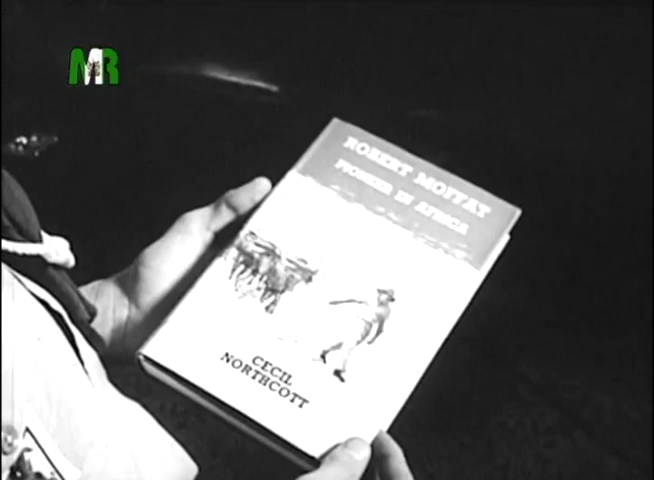 MR
ROBERT MOFFAT
PIONEER IN AFRICA
CECIL
NORTHCOTT